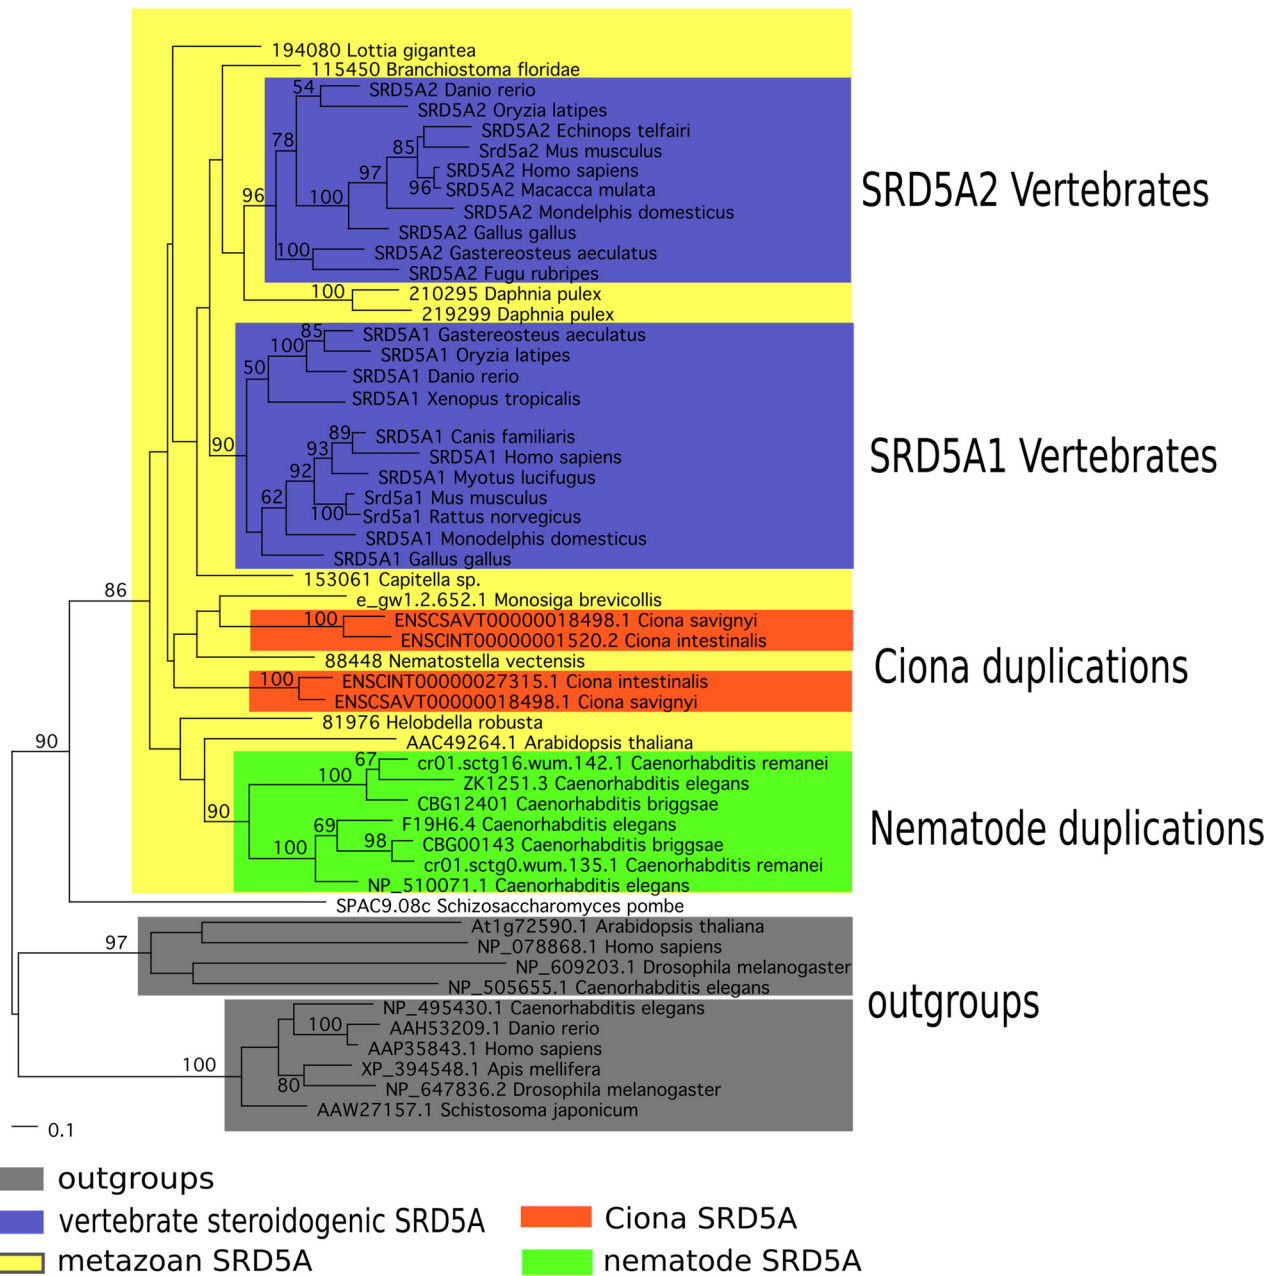 194080 Lottia gigantea
115450 Branchiostoma floridae
54
SRD5A2 Danio rerio
SRD5A2 Oryzia latipes
78
SRD5A2 Echinops telfairi
85
Srd5a2 Mus musculus
97
SRD5A2 Homo sapiens
96
SRD5A2 Macacca mulata
96
100
SRD5A2 Mondelphis domesticus
SRD5A2 Vertebrates
SRD5A2 Gallus gallus
100
SRD5A2 Gastereosteus aeculatus
SRD5A2 Fugu rubripes
100
210295 Daphnia pulex
219299 Daphnia pulex
85
SRD5A1 Gastereosteus aeculatus
100
SRD5A1 Oryzia latipes
50
SRD5A1 Danio rerio
SRD5A1 Xenopus tropicalis
90
89
SRD5A1 Canis familiaris
93
SRD5A1 Homo sapiens
SRD5A1 Vertebrates
92
SRD5A1 Myotus lucifugus
62
Srd5a1 Mus musculus
100
Srd5a1 Rattus norvegicus
SRD5A1 Monodelphis domesticus
SRD5A1 Gallus gallus
153061 Capitella sp.
86
e_gw1.2.652.1 Monosiga brevicollis
100
ENSCSAVT00000018498.1 Ciona savignyi
ENSCINT00000001520.2 Ciona intestinalis
88448 Nematostella vectensis
Ciona duplications
100
ENSCINT00000027315.1 Ciona intestinalis
ENSCSAVT00000018498.1 Ciona savignyi
81976 Helobdella robusta
90
AAC49264.1 Arabidopsis thaliana
67
cr01.sctg16.wum.142.1 Caenorhabditis remanei
100
ZK1251.3 Caenorhabditis elegans
CBG12401 Caenorhabditis briggsae
90
69
F19H6.4 Caenorhabditis elegans
Nematode duplications
100
98
CBG00143 Caenorhabditis briggsae
cr01.sctg0.wum.135.1 Caenorhabditis remanei
NP_510071.1 Caenorhabditis elegans
SPAC9.08c Schizosaccharomyces pombe
At1g72590.1 Arabidopsis thaliana
97
NP_078868.1 Homo sapiens
NP_609203.1 Drosophila melanogaster
NP_505655.1 Caenorhabditis elegans
outgroups
NP_495430.1 Caenorhabditis elegans
100
AAH53209.1 Danio rerio
AAP35843.1 Homo sapiens
100
XP_394548.1 Apis mellifera
80
NP_647836.2 Drosophila melanogaster
AAW27157.1 Schistosoma japonicum
0.1
outgroups
vertebrate steroidogenic SRD5A
Ciona SRD5A
metazoan SRD5A
nematode SRD5A